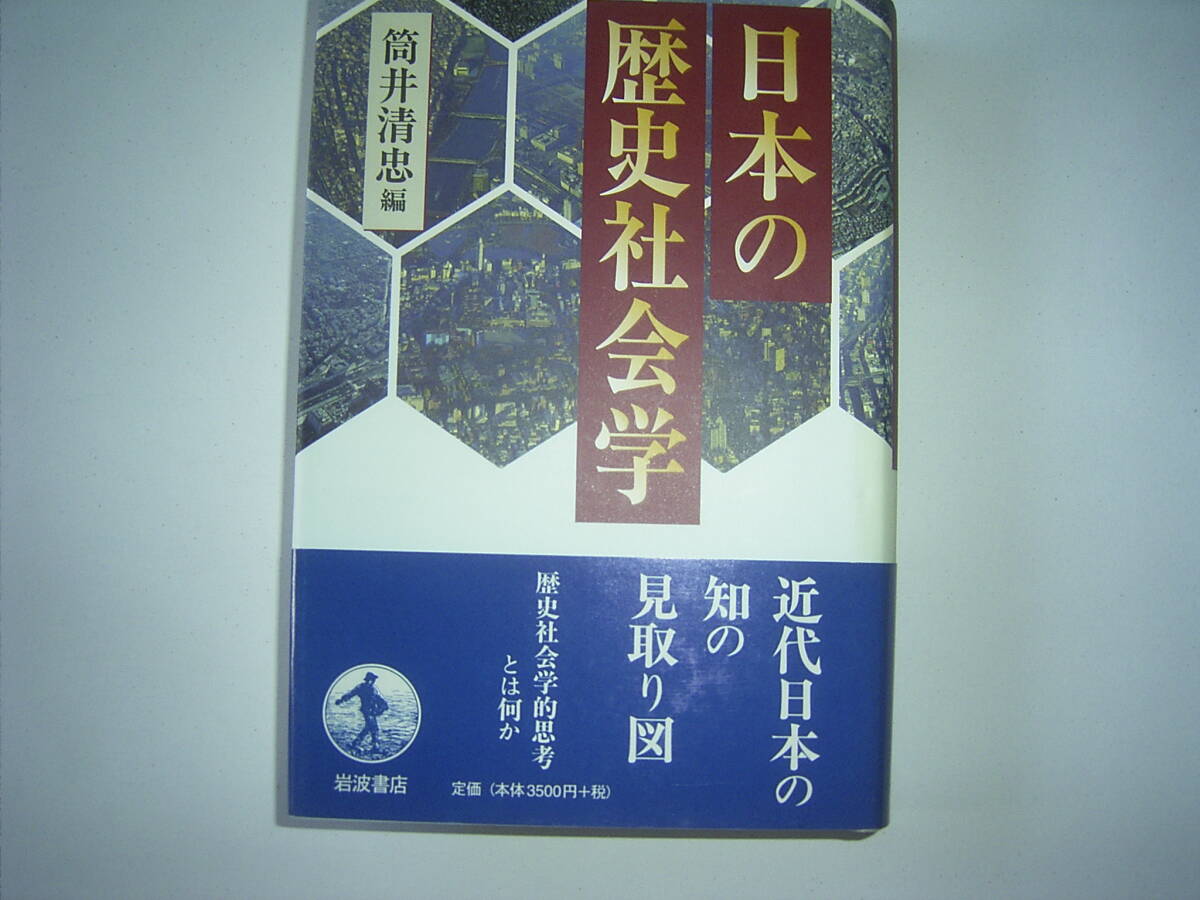 日本の
歴史社会学
筒井清忠 編
近代日本の
知の
見取り図
歴史社会学的思考
とは何か
定価(本体3500円+税)
岩波書店